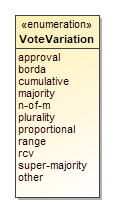 «enumeration»
VoteVariation
approval
borda
cumulative
majority
n-of-m
plurality
proportional
range
rcv
super-majority
other